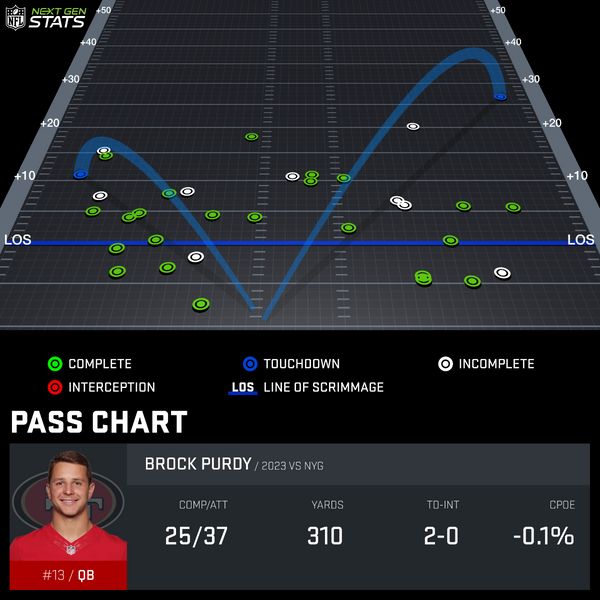 NFL NEXT GEN STATS
+50 +50
+40 +40
+30 +30
+20 +20
+10 +10
LOS LOS
COMPLETE TOUCHDOWN INCOMPLETE
INTERCEPTION LOS LINE OF SCRIMMAGE
PASS CHART
BROCK PURDY / 2023 VS NYG
COMP/ATT YARDS TD-INT CPOE
25/37 310 2-0 -0.1%
#13 / QB